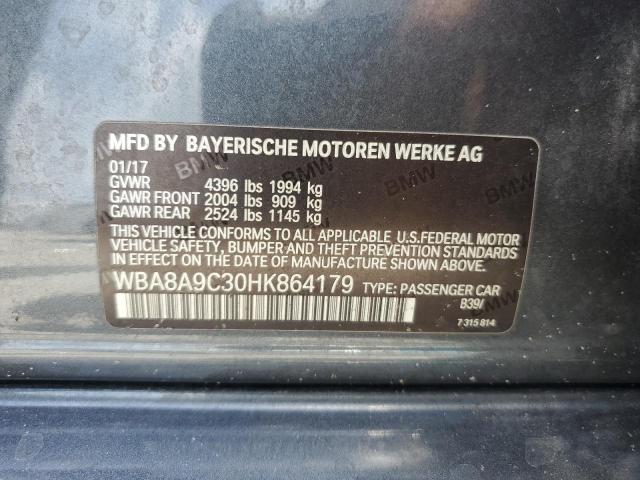 MFD BY BAYERISCHE MOTOREN WERKE AG
01/17
GVWR 4396 lbs 1994 kg
GAWR FRONT 2004 lbs 909 kg
GAWR REAR 2524 lbs 1145 kg
THIS VEHICLE CONFORMS TO ALL APPLICABLE U.S.FEDERAL MOTOR
VEHICLE SAFETY, BUMPER AND THEFT PREVENTION STANDARDS
IN EFFECT ON THE DATE OF MANUFACTURE SHOWN ABOVE.
WBA8A9C30HK864179 TYPE: PASSENGER CAR
B39/
7 315 814